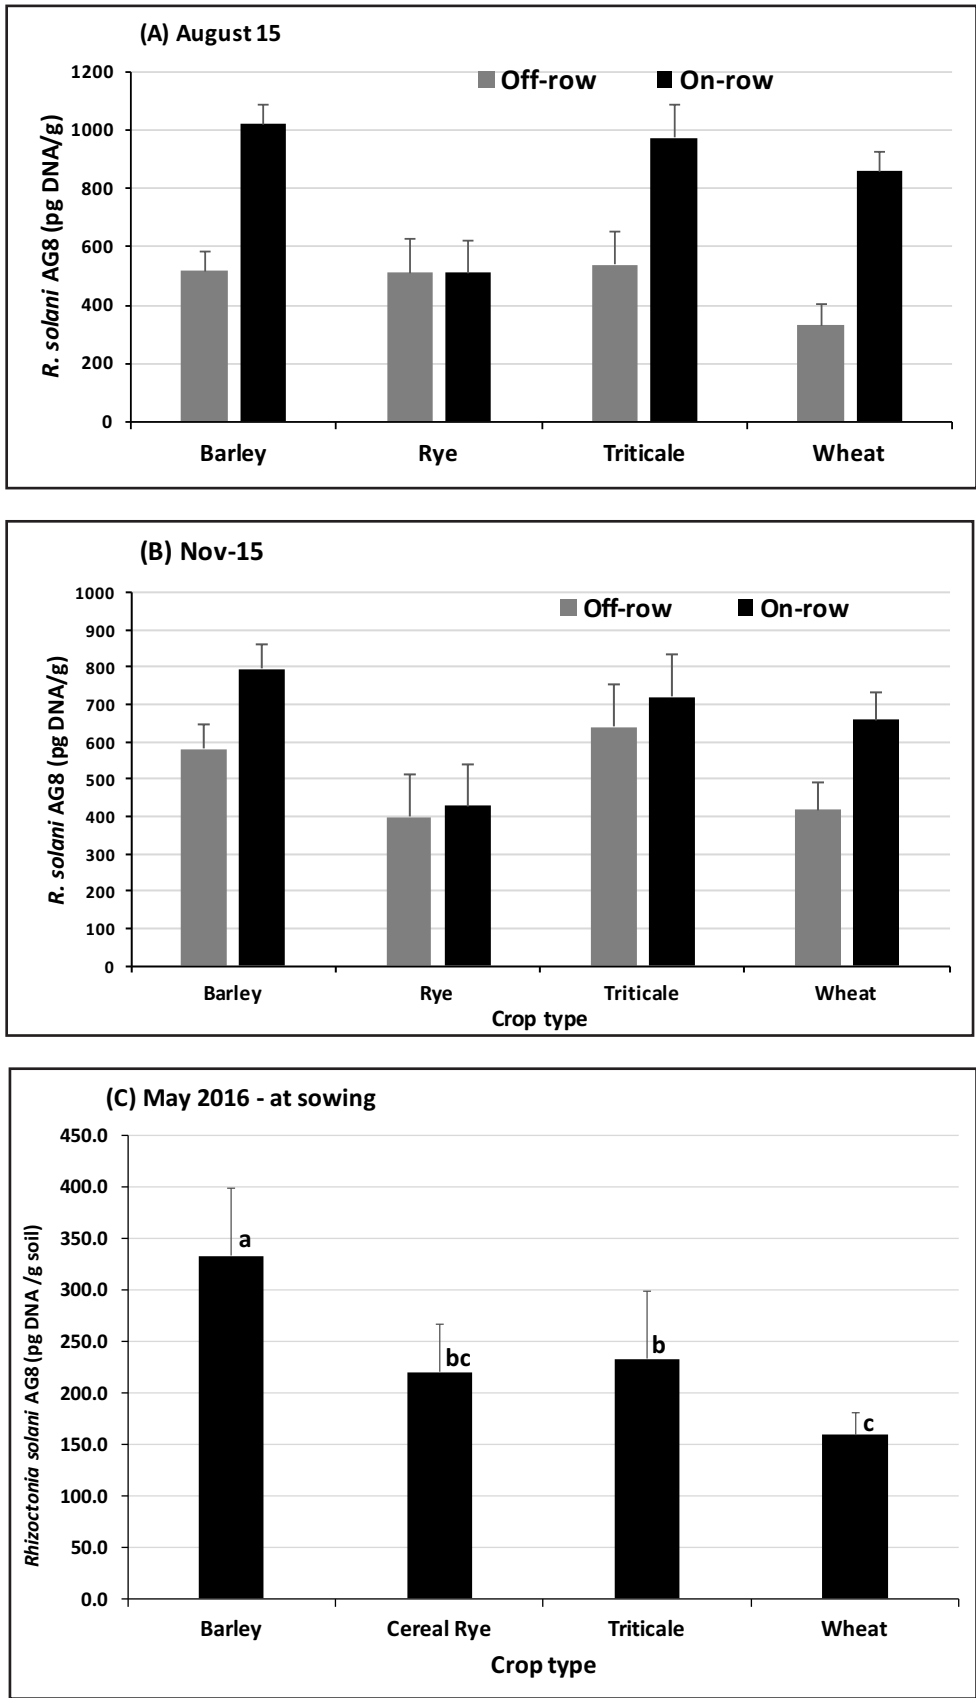 (A) August 15
Off-row On-row
R. solani AG8 (pg DNA/g)
1200
1000
800
600
400
200
0
Barley Rye Triticale Wheat
(B) Nov-15
Off-row On-row
R. solani AG8 (pg DNA/g)
1000
900
800
700
600
500
400
300
200
100
0
Barley Rye Triticale Wheat
Crop type
(C) May 2016 - at sowing
Rhizoctonia solani AG8 (pg DNA /g soil)
450.0
400.0
350.0
300.0
250.0
200.0
150.0
100.0
50.0
0.0
a
bc
b
c
Barley Cereal Rye Triticale Wheat
Crop type